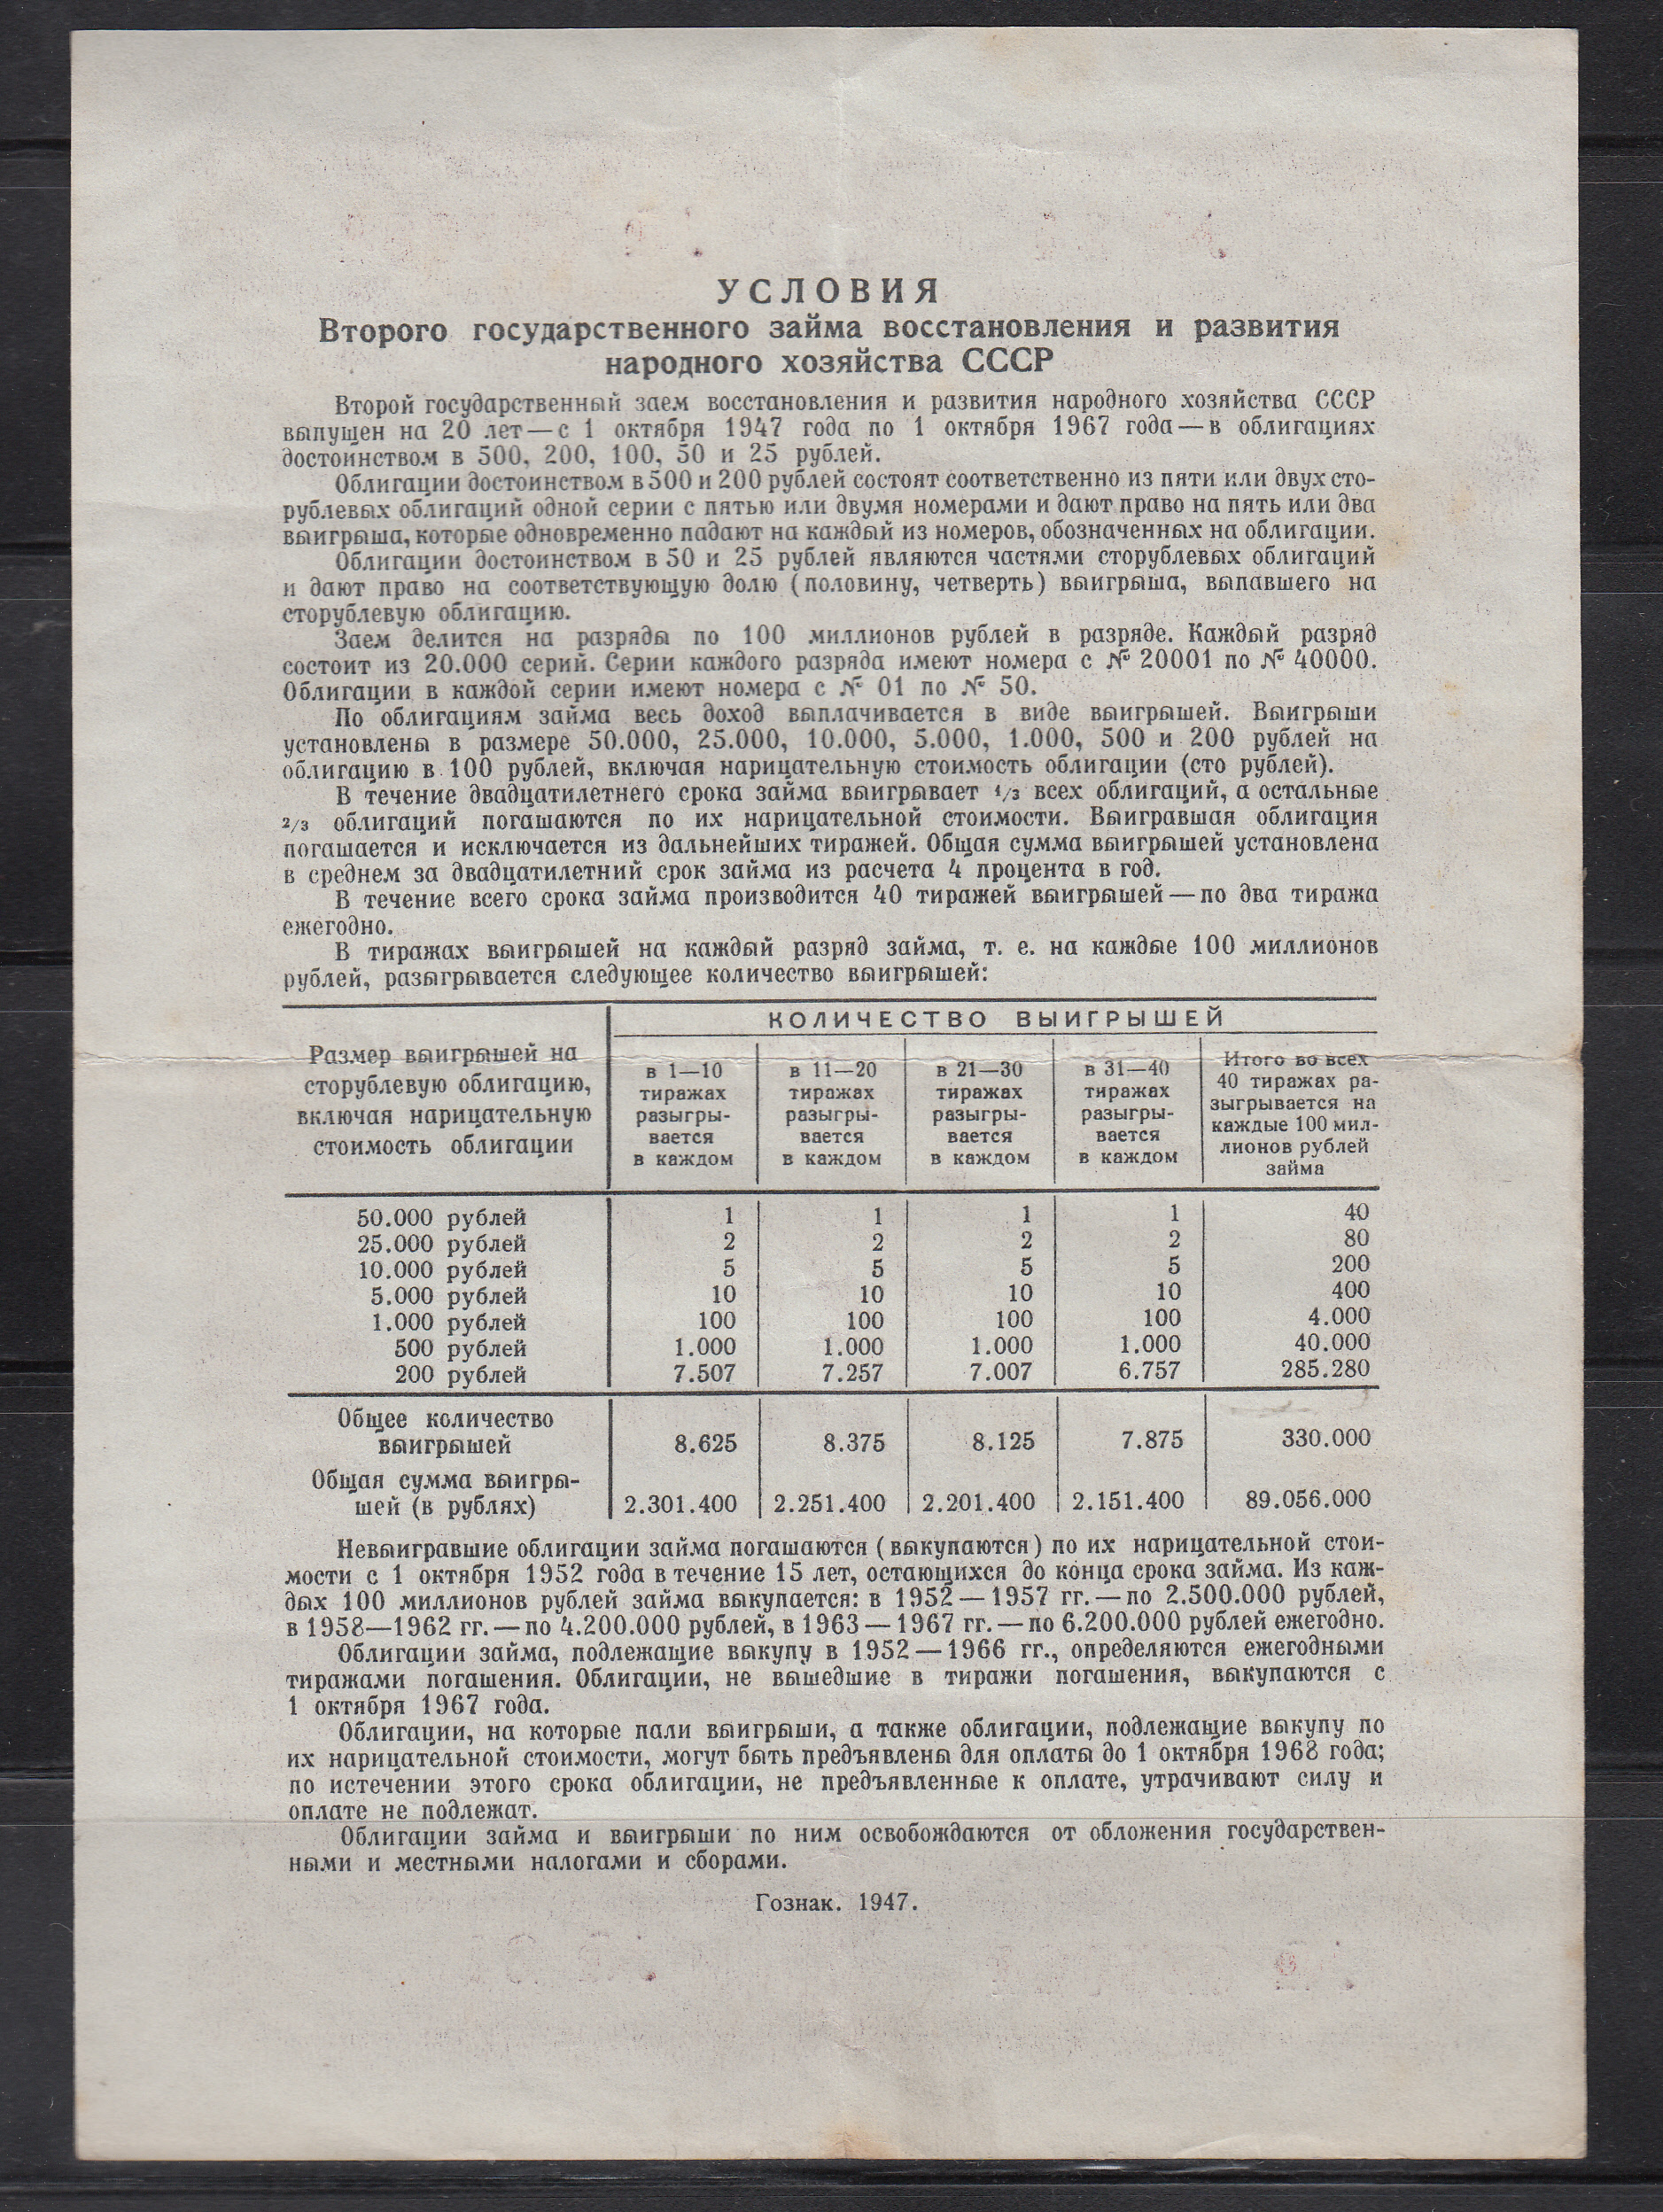 УСЛОВИЯ
Второго государственного займа восстановления и развития
народного хозяйства СССР
Второй государственный заем восстановления и развития народного хозяйства СССР
выпущен на 20 лет — с 1 октября 1947 года по 1 октября 1967 года — в облигациях
достоинством в 500, 200, 100, 50 и 25 рублей.
Облигации достоинством в 500 и 200 рублей состоят соответственно из пяти или двух сто-
рублевых облигаций одной серии с пятью или двумя номерами и дают право на пять или два
выигрыша, которые одновременно падают на каждый из номеров, обозначенных на облигации.
Облигации достоинством в 50 и 25 рублей являются частями сторублевых облигаций
и дают право на соответствующую долю (половину, четверть) выигрыша, выпавшего на
сторублевую облигацию.
Заем делится на разряды по 100 миллионов рублей в разряде. Каждый разряд
состоит из 20.000 серий. Серии каждого разряда имеют номера с № 20001 по № 40000.
Облигации в каждой серии имеют номера с № 01 по № 50.
По облигациям займа весь доход выплачивается в виде выигрышей. Выигрыши
установлены в размере 50.000, 25.000, 10.000, 5.000, 1.000, 500 и 200 рублей на
облигацию в 100 рублей, включая нарицательную стоимость облигации (сто рублей).
В течение двадцатилетнего срока займа выигрывает 1/3 всех облигаций, а остальные
2/3 облигаций погашаются по их нарицательной стоимости. Выигравшая облигация
погашается и исключается из дальнейших тиражей. Общая сумма выигрышей установлена
в среднем за двадцатилетний срок займа из расчета 4 процента в год.
В течение всего срока займа производится 40 тиражей выигрышей — по два тиража
ежегодно.
В тиражах выигрышей на каждый разряд займа, т. е. на каждые 100 миллионов
рублей, разыгрывается следующее количество выигрышей:
КОЛИЧЕСТВО ВЫИГРЫШЕЙ
Размер выигрышей на
сторублевую облигацию,
включая нарицательную
стоимость облигации
в 1—10
тиражах
разыгры-
вается
в каждом
в 11—20
тиражах
разыгры-
вается
в каждом
в 21—30
тиражах
разыгры-
вается
в каждом
в 31—40
тиражах
разыгры-
вается
в каждом
Итого во всех
40 тиражах ра-
зыгрывается на
каждые 100 мил-
лионов рублей
займа
50.000 рублей 1 1 1 1 40
25.000 рублей 2 2 2 2 80
10.000 рублей 5 5 5 5 200
5.000 рублей 10 10 10 10 400
1.000 рублей 100 100 100 100 4.000
500 рублей 1.000 1.000 1.000 1.000 40.000
200 рублей 7.507 7.257 7.007 6.757 285.280
Общее количество
выигрышей 8.625 8.375 8.125 7.875 330.000
Общая сумма выигры-
шей (в рублях) 2.301.400 2.251.400 2.201.400 2.151.400 89.056.000
Невыигравшие облигации займа погашаются (выкупаются) по их нарицательной стои-
мости с 1 октября 1952 года в течение 15 лет, остающихся до конца срока займа. Из каж-
дых 100 миллионов рублей займа выкупается: в 1952 — 1957 гг. — по 2.500.000 рублей,
в 1958—1962 гг. — по 4.200.000 рублей, в 1963 — 1967 гг. — по 6.200.000 рублей ежегодно.
Облигации займа, подлежащие выкупу в 1952 — 1966 гг., определяются ежегодными
тиражами погашения. Облигации, не вышедшие в тиражи погашения, выкупаются с
1 октября 1967 года.
Облигации, на которые пали выигрыши, а также облигации, подлежащие выкупу по
их нарицательной стоимости, могут быть предъявлены для оплаты до 1 октября 1968 года;
по истечении этого срока облигации, не предъявленные к оплате, утрачивают силу и
оплате не подлежат.
Облигации займа и выигрыши по ним освобождаются от обложения государствен-
ными и местными налогами и сборами.
Гознак. 1947.